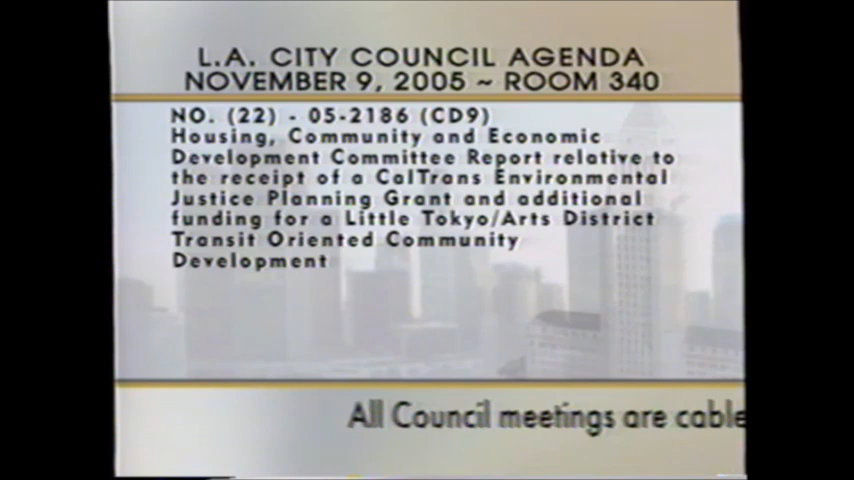 L.A. CITY COUNCIL AGENDA
NOVEMBER 9, 2005 ~ ROOM 340
NO. (22) - 05-2186 (CD9)
Housing, Community and Economic
Development Committee Report relative to
the receipt of a CalTrans Environmental
Justice Planning Grant and additional
funding for a Little Tokyo/Arts District
Transit Oriented Community
Development
All Council meetings are cable